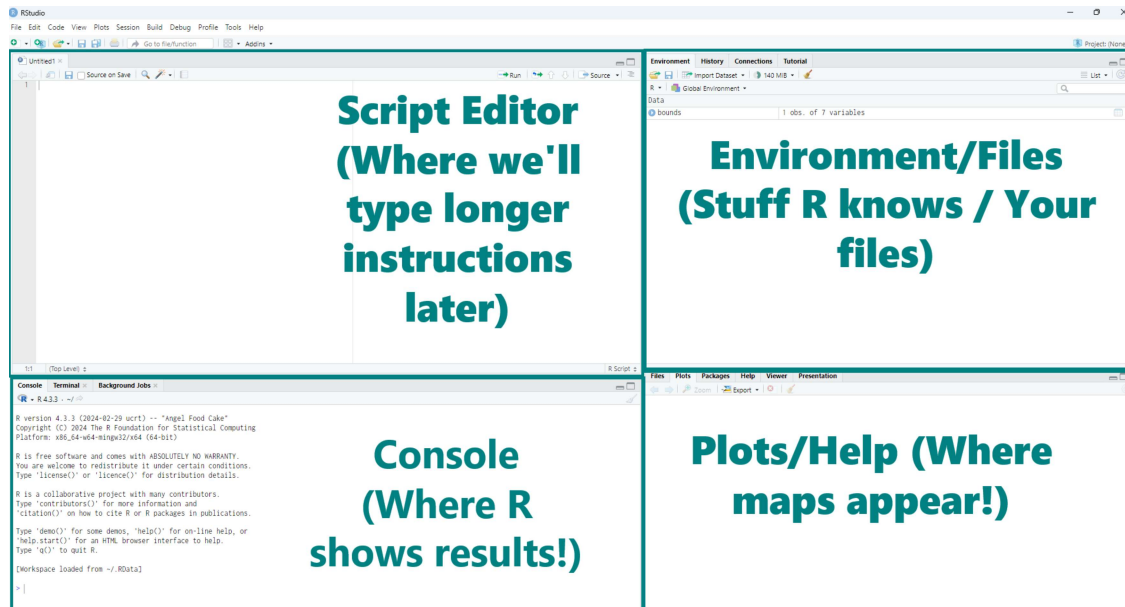 RStudio
File Edit Code View Plots Session Build Debug Profile Tools Help
Go to file/function Addins
Project: (None
Untitled1
Source on Save Run Source
1
Script Editor
(Where we'll
type longer
instructions
later)
1:1 (Top Level) R Script
Environment History Connections Tutorial
Import Dataset 140 MiB List
R Global Environment
Data
bounds 1 obs. of 7 variables
Environment/Files
(Stuff R knows / Your
files)
Console Terminal Background Jobs
R 4.3.3 · ~/
R version 4.3.3 (2024-02-29 ucrt) -- "Angel Food Cake"
Copyright (C) 2024 The R Foundation for Statistical Computing
Platform: x86_64-w64-mingw32/x64 (64-bit)
R is free software and comes with ABSOLUTELY NO WARRANTY.
You are welcome to redistribute it under certain conditions.
Type 'license()' or 'licence()' for distribution details.
R is a collaborative project with many contributors.
Type 'contributors()' for more information and
'citation()' on how to cite R or R packages in publications.
Type 'demo()' for some demos, 'help()' for on-line help, or
'help.start()' for an HTML browser interface to help.
Type 'q()' to quit R.
[Workspace loaded from ~/.RData]
>
Console
(Where R
shows results!)
Files Plots Packages Help Viewer Presentation
Zoom Export
Plots/Help (Where
maps appear!)